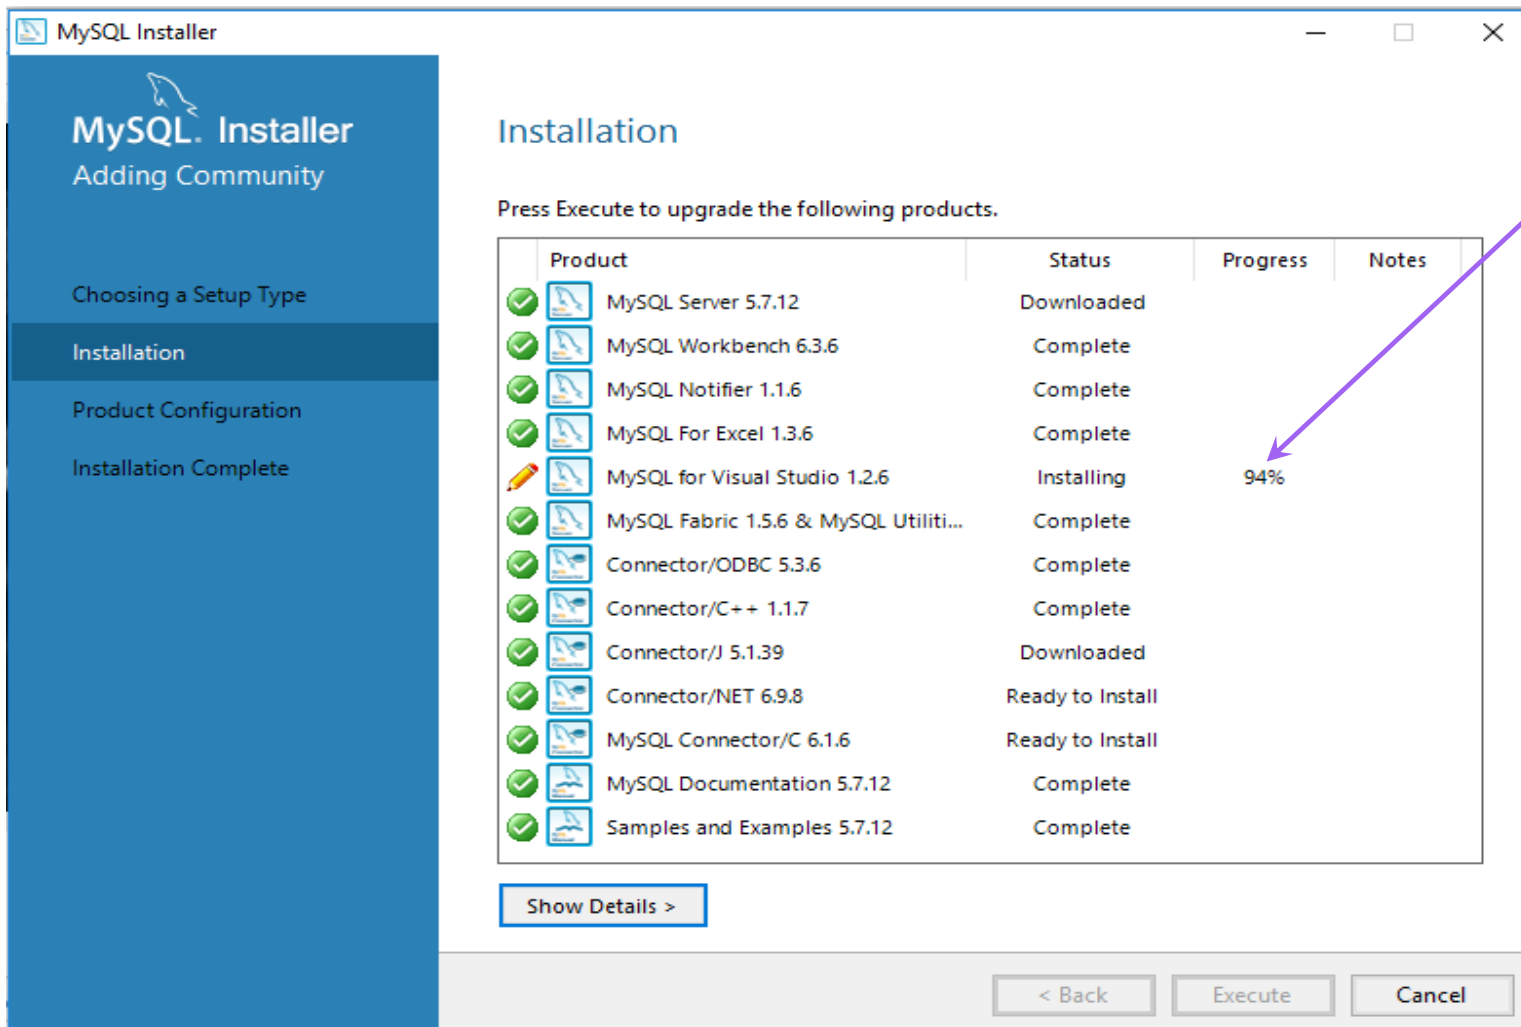 MySQL Installer
MySQL. Installer
Adding Community
Choosing a Setup Type
Installation
Product Configuration
Installation Complete
Installation
Press Execute to upgrade the following products.
Product Status Progress Notes
MySQL Server 5.7.12 Downloaded
MySQL Workbench 6.3.6 Complete
MySQL Notifier 1.1.6 Complete
MySQL For Excel 1.3.6 Complete
MySQL for Visual Studio 1.2.6 Installing 94%
MySQL Fabric 1.5.6 & MySQL Utiliti... Complete
Connector/ODBC 5.3.6 Complete
Connector/C++ 1.1.7 Complete
Connector/J 5.1.39 Downloaded
Connector/NET 6.9.8 Ready to Install
MySQL Connector/C 6.1.6 Ready to Install
MySQL Documentation 5.7.12 Complete
Samples and Examples 5.7.12 Complete
Show Details >
< Back Execute Cancel